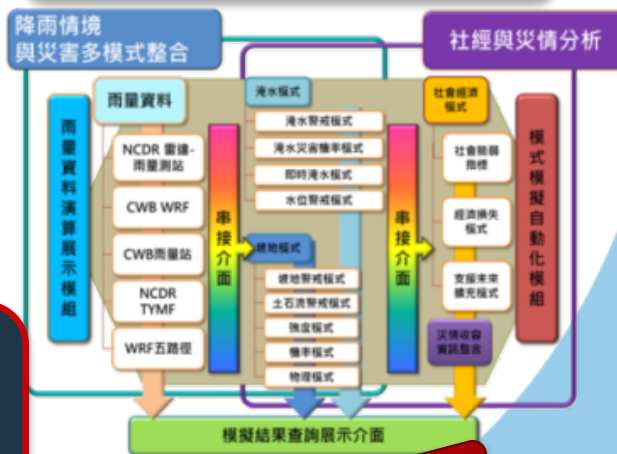 降雨情境
與災害多模式整合
社經與災情分析
雨量資料演算展示模組
雨量資料
NCDR 雷達-
雨量測站
CWB WRF
CWB雨量站
NCDR
TYMF
WRF五路徑
串接介面
淹水模式
淹水警戒模式
淹水災害機率模式
即時淹水模式
水位警戒模式
坡地模式
坡地警戒模式
土石流警戒模式
強度模式
機率模式
物理模式
串接介面
社會經濟
模式
社會脆弱
指標
經濟損失
模式
支援未來
擴充模式
災情收容
資訊整合
模式模擬自動化模組
模擬結果查詢展示介面